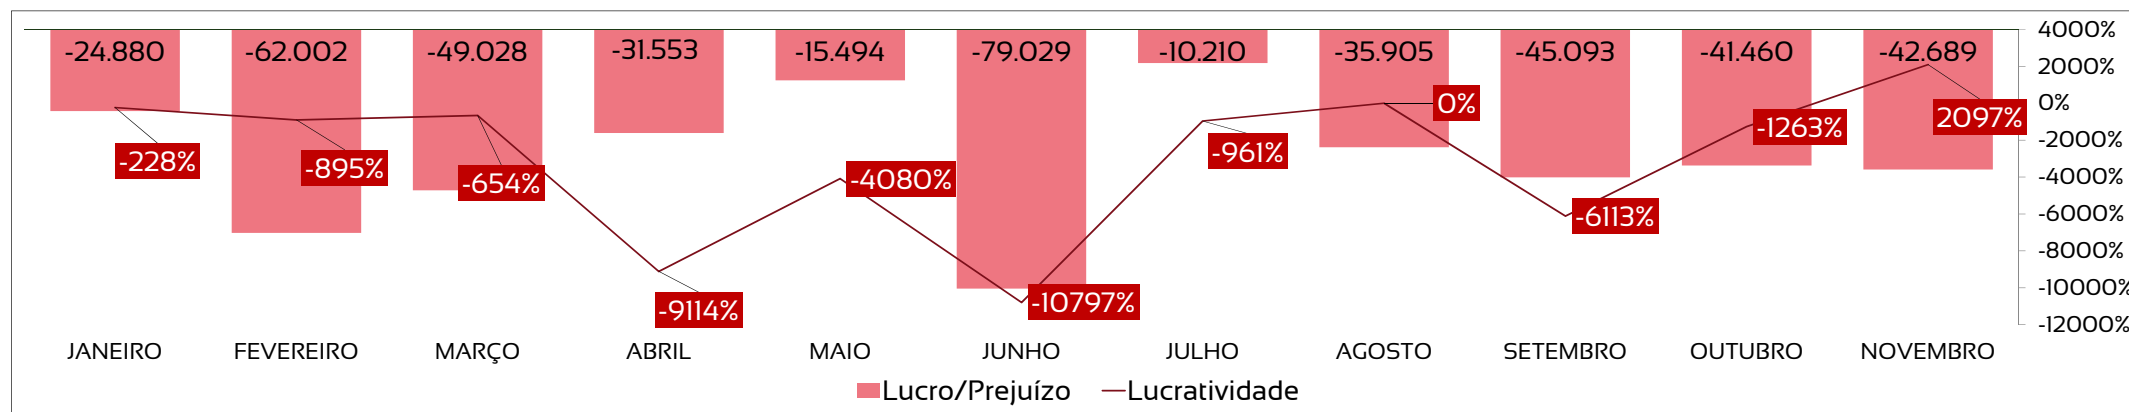 -24.880 -62.002 -49.028 -31.553 -15.494 -79.029 -10.210 -35.905 -45.093 -41.460 -42.689
4000%
2000%
0%
-2000%
-4000%
-6000%
-8000%
-10000%
-12000%
-228% -895% -654% -9114% -4080% -10797% -961% 0% -6113% -1263% 2097%
JANEIRO FEVEREIRO MARÇO ABRIL MAIO JUNHO JULHO AGOSTO SETEMBRO OUTUBRO NOVEMBRO
Lucro/Prejuízo Lucratividade